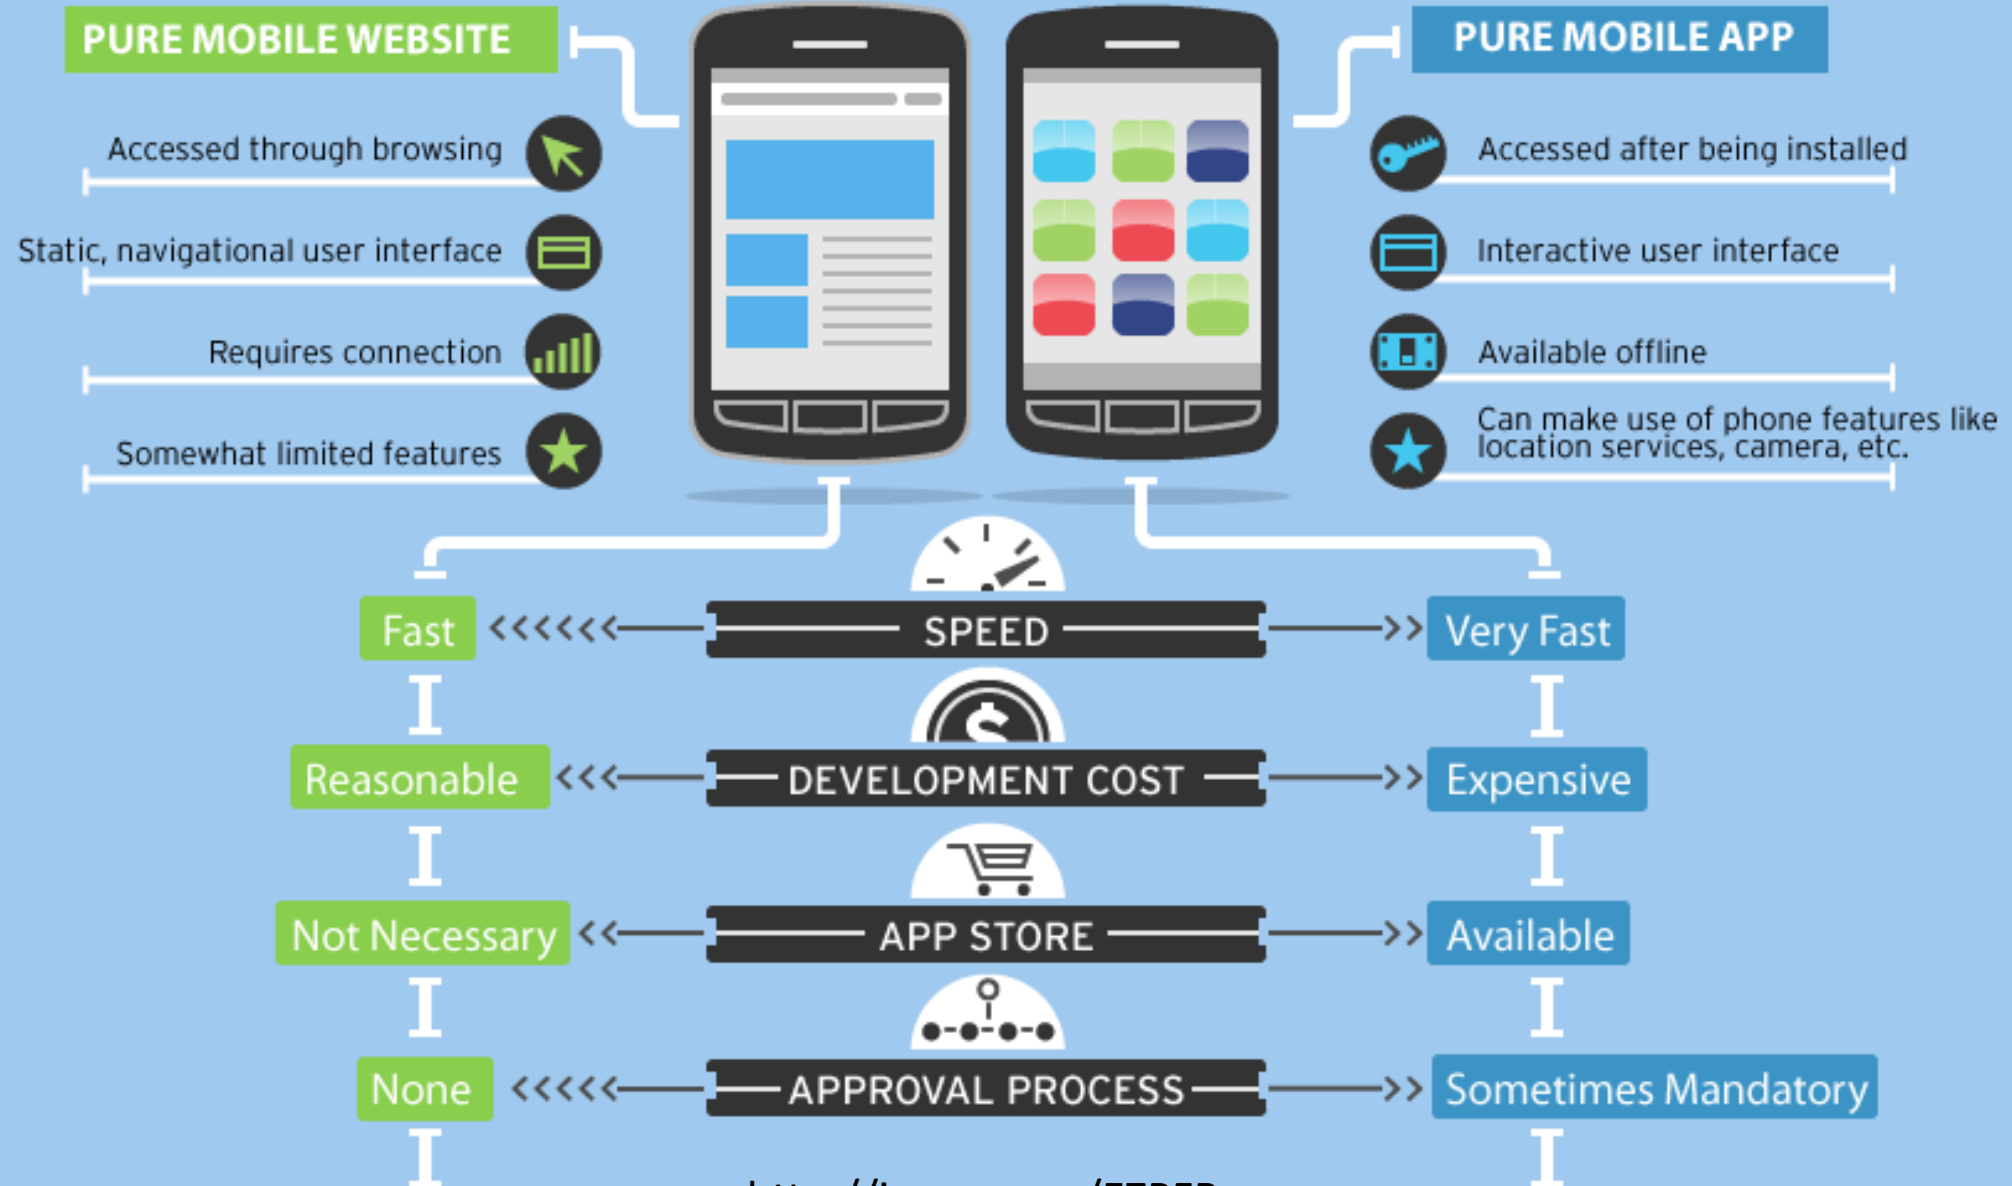 PURE MOBILE WEBSITE
Accessed through browsing
Static, navigational user interface
Requires connection
Somewhat limited features
PURE MOBILE APP
Accessed after being installed
Interactive user interface
Available offline
Can make use of phone features like
location services, camera, etc.
Fast
SPEED
Very Fast
$
Reasonable
DEVELOPMENT COST
Expensive
Not Necessary
APP STORE
Available
None
APPROVAL PROCESS
Sometimes Mandatory